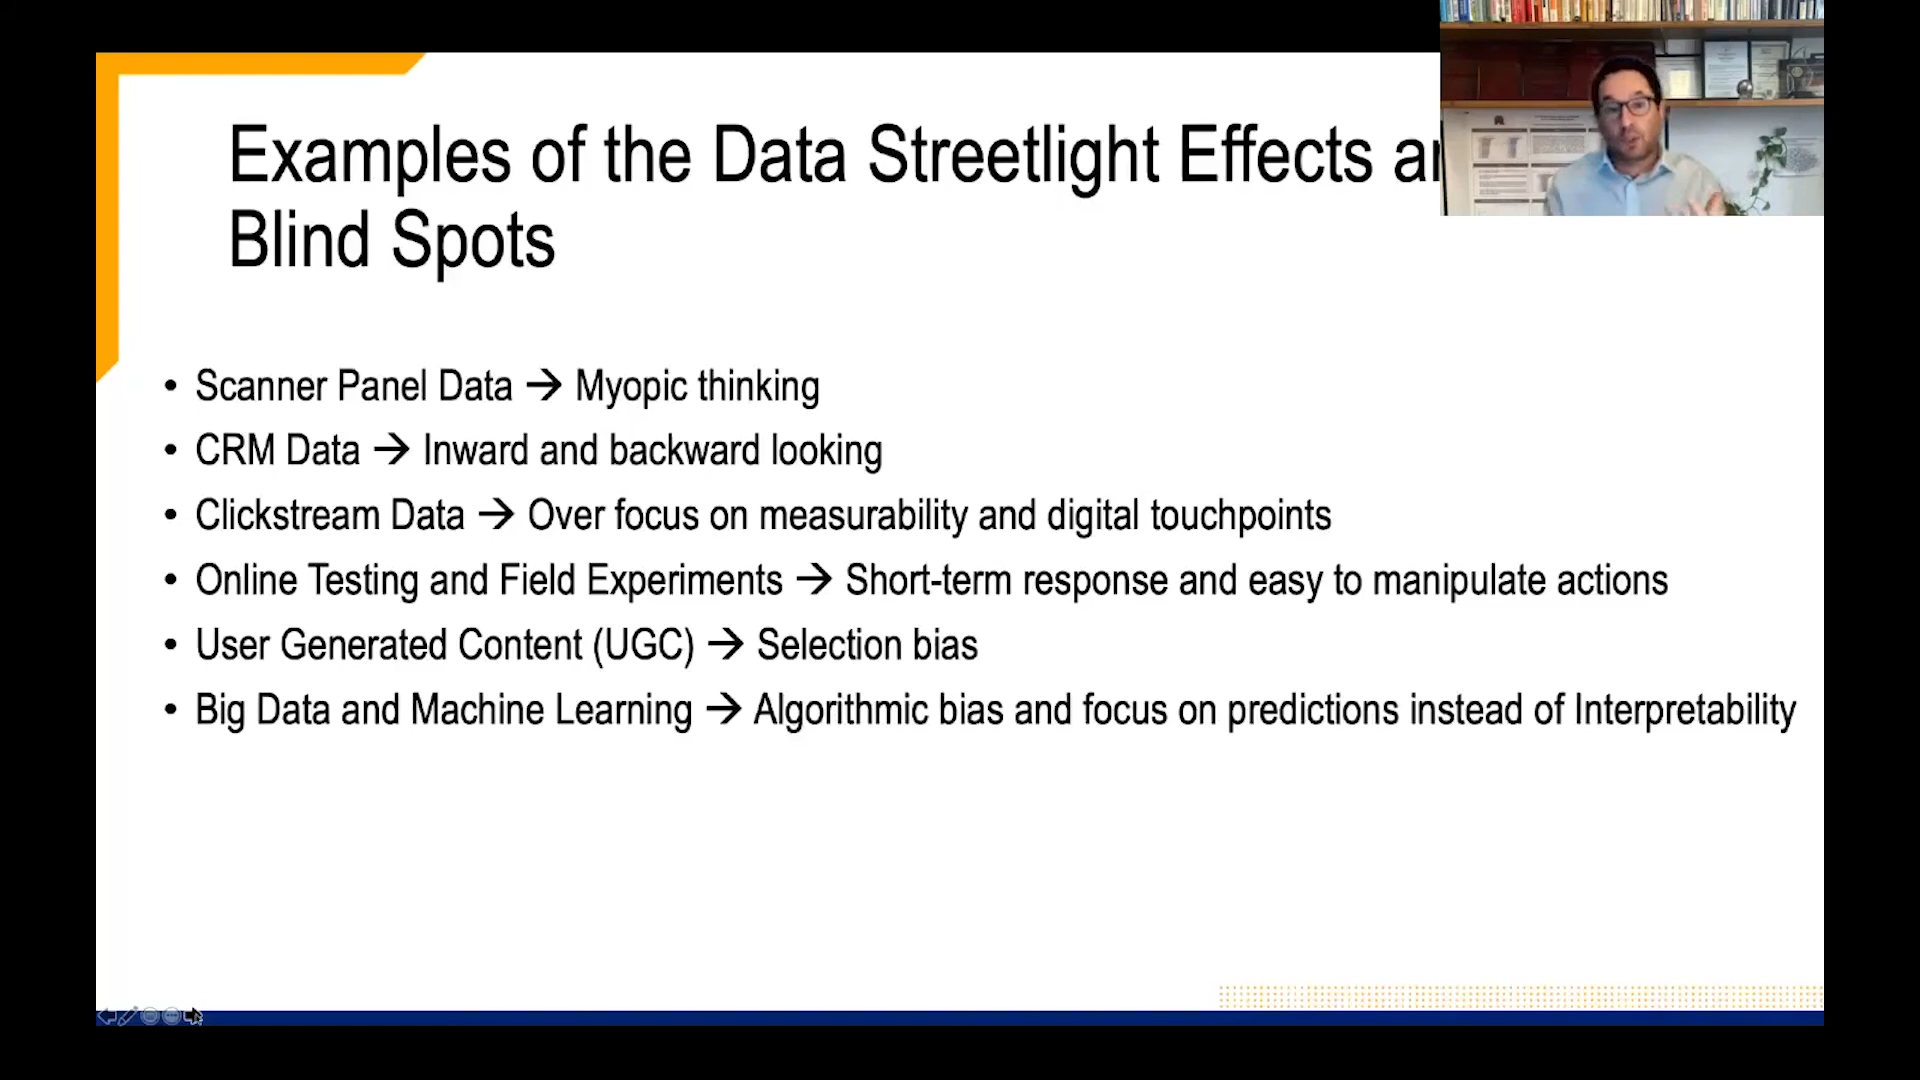 Examples of the Data Streetlight Effects
Blind Spots
• Scanner Panel Data → Myopic thinking
• CRM Data → Inward and backward looking
• Clickstream Data → Over focus on measurability and digital touchpoints
• Online Testing and Field Experiments → Short-term response and easy to manipulate actions
• User Generated Content (UGC) → Selection bias
• Big Data and Machine Learning → Algorithmic bias and focus on predictions instead of Interpretability